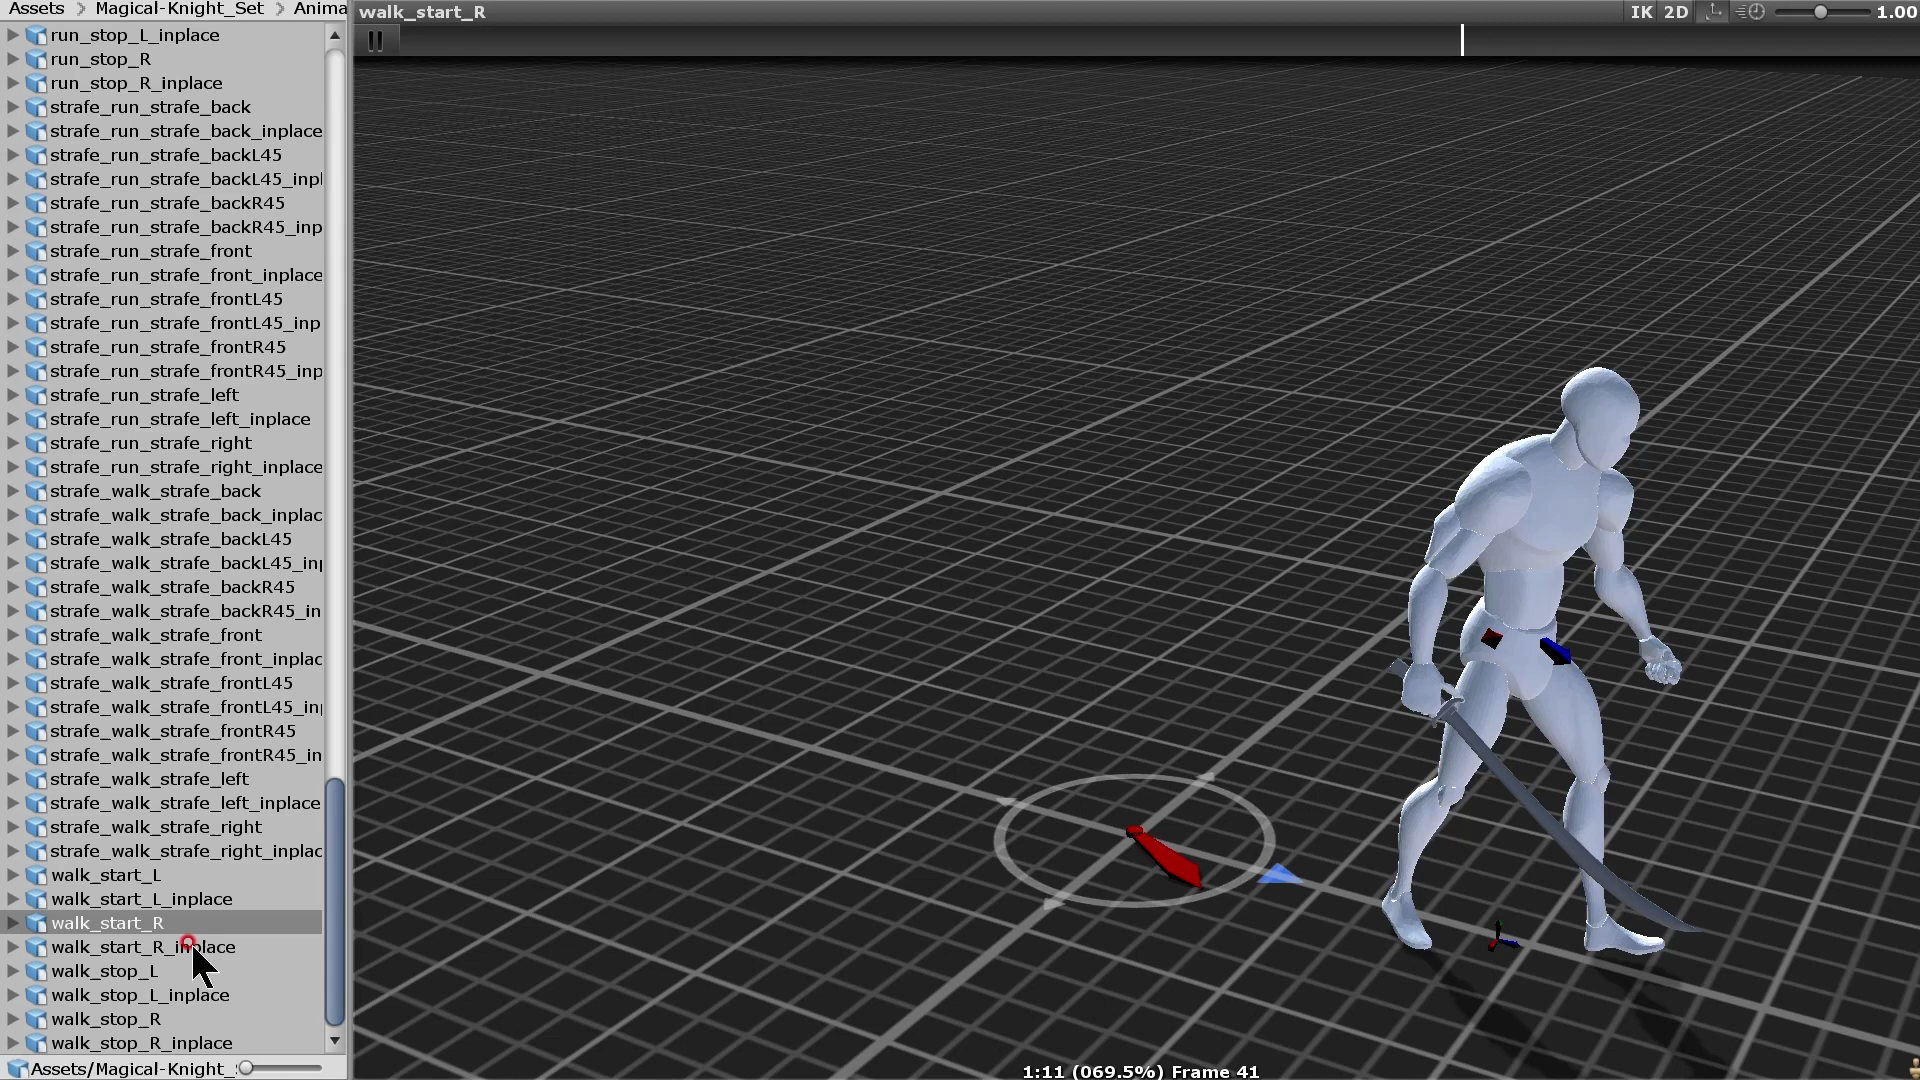 Assets > Magical-Knight_Set > Anima
run_stop_L_inplace
run_stop_R
run_stop_R_inplace
strafe_run_strafe_back
strafe_run_strafe_back_inplace
strafe_run_strafe_backL45
strafe_run_strafe_backL45_inpl
strafe_run_strafe_backR45
strafe_run_strafe_backR45_inp
strafe_run_strafe_front
strafe_run_strafe_front_inplace
strafe_run_strafe_frontL45
strafe_run_strafe_frontL45_inp
strafe_run_strafe_frontR45
strafe_run_strafe_frontR45_inp
strafe_run_strafe_left
strafe_run_strafe_left_inplace
strafe_run_strafe_right
strafe_run_strafe_right_inplace
strafe_walk_strafe_back
strafe_walk_strafe_back_inplac
strafe_walk_strafe_backL45
strafe_walk_strafe_backL45_inp
strafe_walk_strafe_backR45
strafe_walk_strafe_backR45_in
strafe_walk_strafe_front
strafe_walk_strafe_front_inplac
strafe_walk_strafe_frontL45
strafe_walk_strafe_frontL45_inp
strafe_walk_strafe_frontR45
strafe_walk_strafe_frontR45_in
strafe_walk_strafe_left
strafe_walk_strafe_left_inplace
strafe_walk_strafe_right
strafe_walk_strafe_right_inplac
walk_start_L
walk_start_L_inplace
walk_start_R
walk_start_R_inplace
walk_stop_L
walk_stop_L_inplace
walk_stop_R
walk_stop_R_inplace
Assets/Magical-Knight_
walk_start_R
IK 2D 1.00
1:11 (069.5%) Frame 41